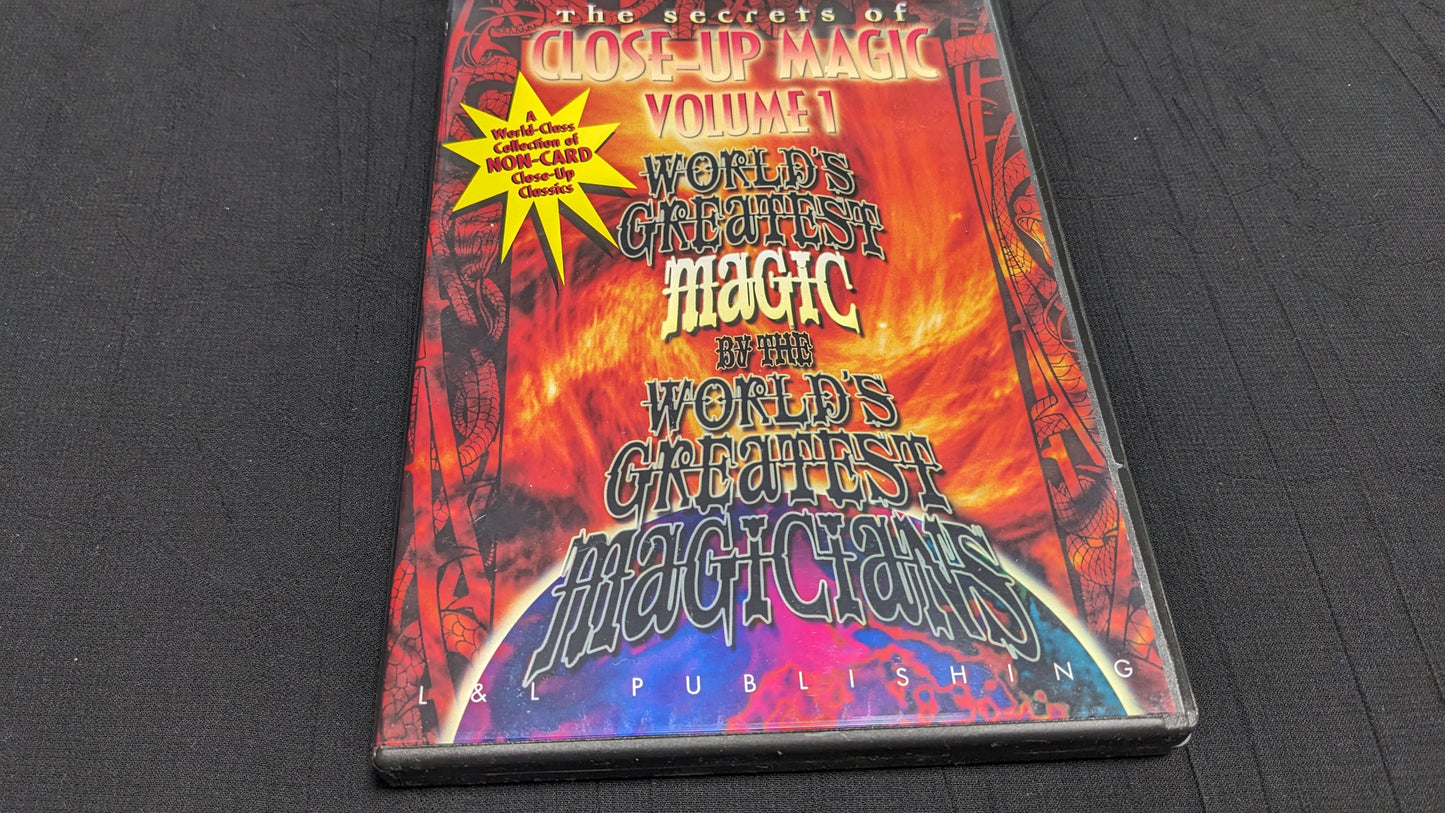 The secrets of
CLOSE-UP MAGIC
VOLUME 1
A
World-Class
Collection of
NON-CARD
Close-Up
Classics
WORLD'S
GREATEST
MAGIC
BY THE
WORLD'S
GREATEST
MAGICIANS
L&L PUBLISHING